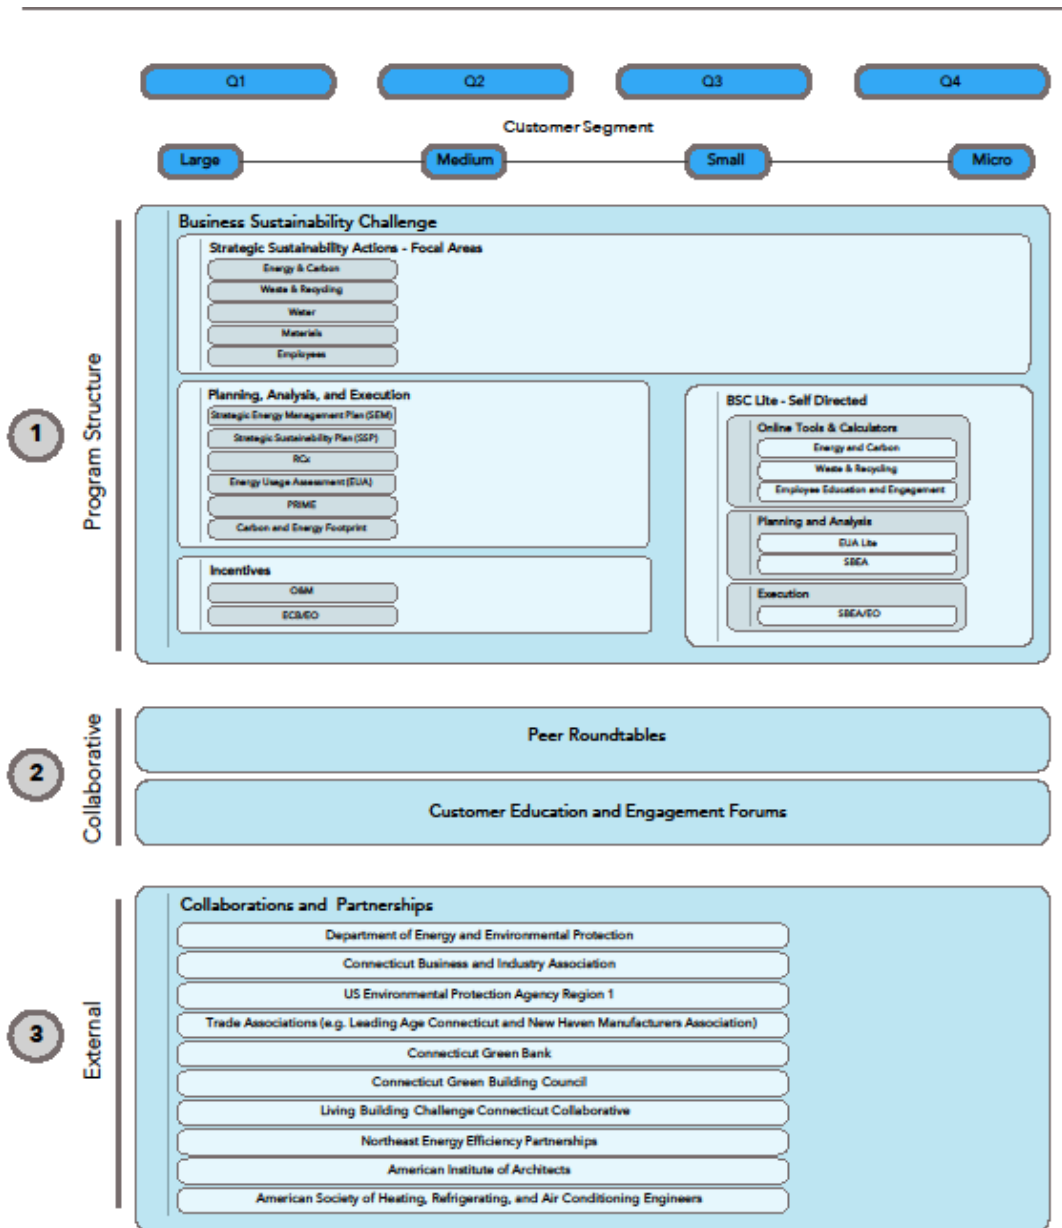 Q1 Q2 Q3 Q4
Customer Segment
Large Medium Small Micro
1
Program Structure
Business Sustainability Challenge
Strategic Sustainability Actions - Focal Areas
Energy & Carbon
Waste & Recycling
Water
Materials
Employees
Planning, Analysis, and Execution
Strategic Energy Management Plan (SEM)
Strategic Sustainability Plan (SSP)
RCx
Energy Usage Assessment (EUA)
PRIME
Carbon and Energy Footprint
Incentives
O&M
ECB/EO
BSC Lite - Self Directed
Online Tools & Calculators
Energy and Carbon
Waste & Recycling
Employee Education and Engagement
Planning and Analysis
EUA Lite
SBEA
Execution
SBEA/EO
2
Collaborative
Peer Roundtables
Customer Education and Engagement Forums
3
External
Collaborations and Partnerships
Department of Energy and Environmental Protection
Connecticut Business and Industry Association
US Environmental Protection Agency Region 1
Trade Associations (e.g. Leading Age Connecticut and New Haven Manufacturers Association)
Connecticut Green Bank
Connecticut Green Building Council
Living Building Challenge Connecticut Collaborative
Northeast Energy Efficiency Partnerships
American Institute of Architects
American Society of Heating, Refrigerating, and Air Conditioning Engineers